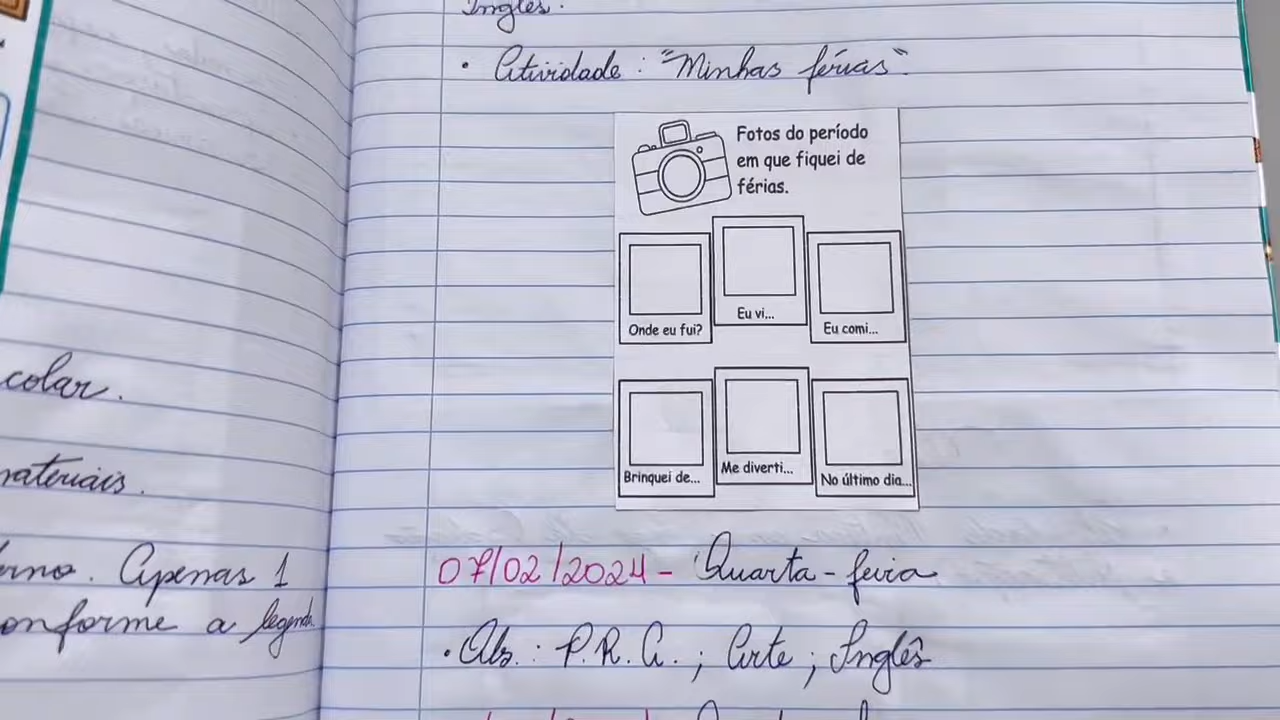 colar.
materiais.
Apenas 1
conforme a legenda.
Inglês.
• Atividade: "Minhas férias".
Fotos do período
em que fiquei de
férias.
Onde eu fui?
Eu vi...
Eu comi...
Brinquei de...
Me diverti...
No último dia...
07/02/2024 - Quarta-feira
• Obs.: P.R.A.; Arte; Inglês